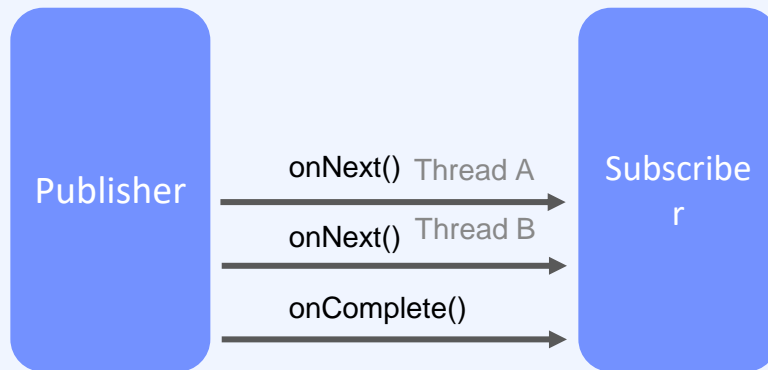 Publisher
onNext() Thread A
onNext() Thread B
onComplete()
Subscribe
r